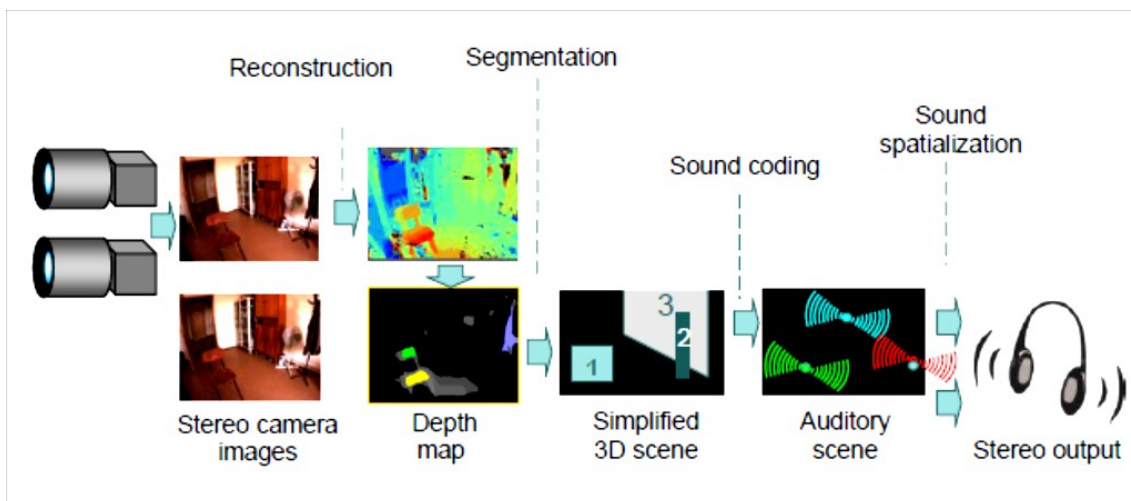 Reconstruction
Segmentation
Sound coding
Sound
spatialization
3
2
1
Stereo camera
images
Depth
map
Simplified
3D scene
Auditory
scene
Stereo output